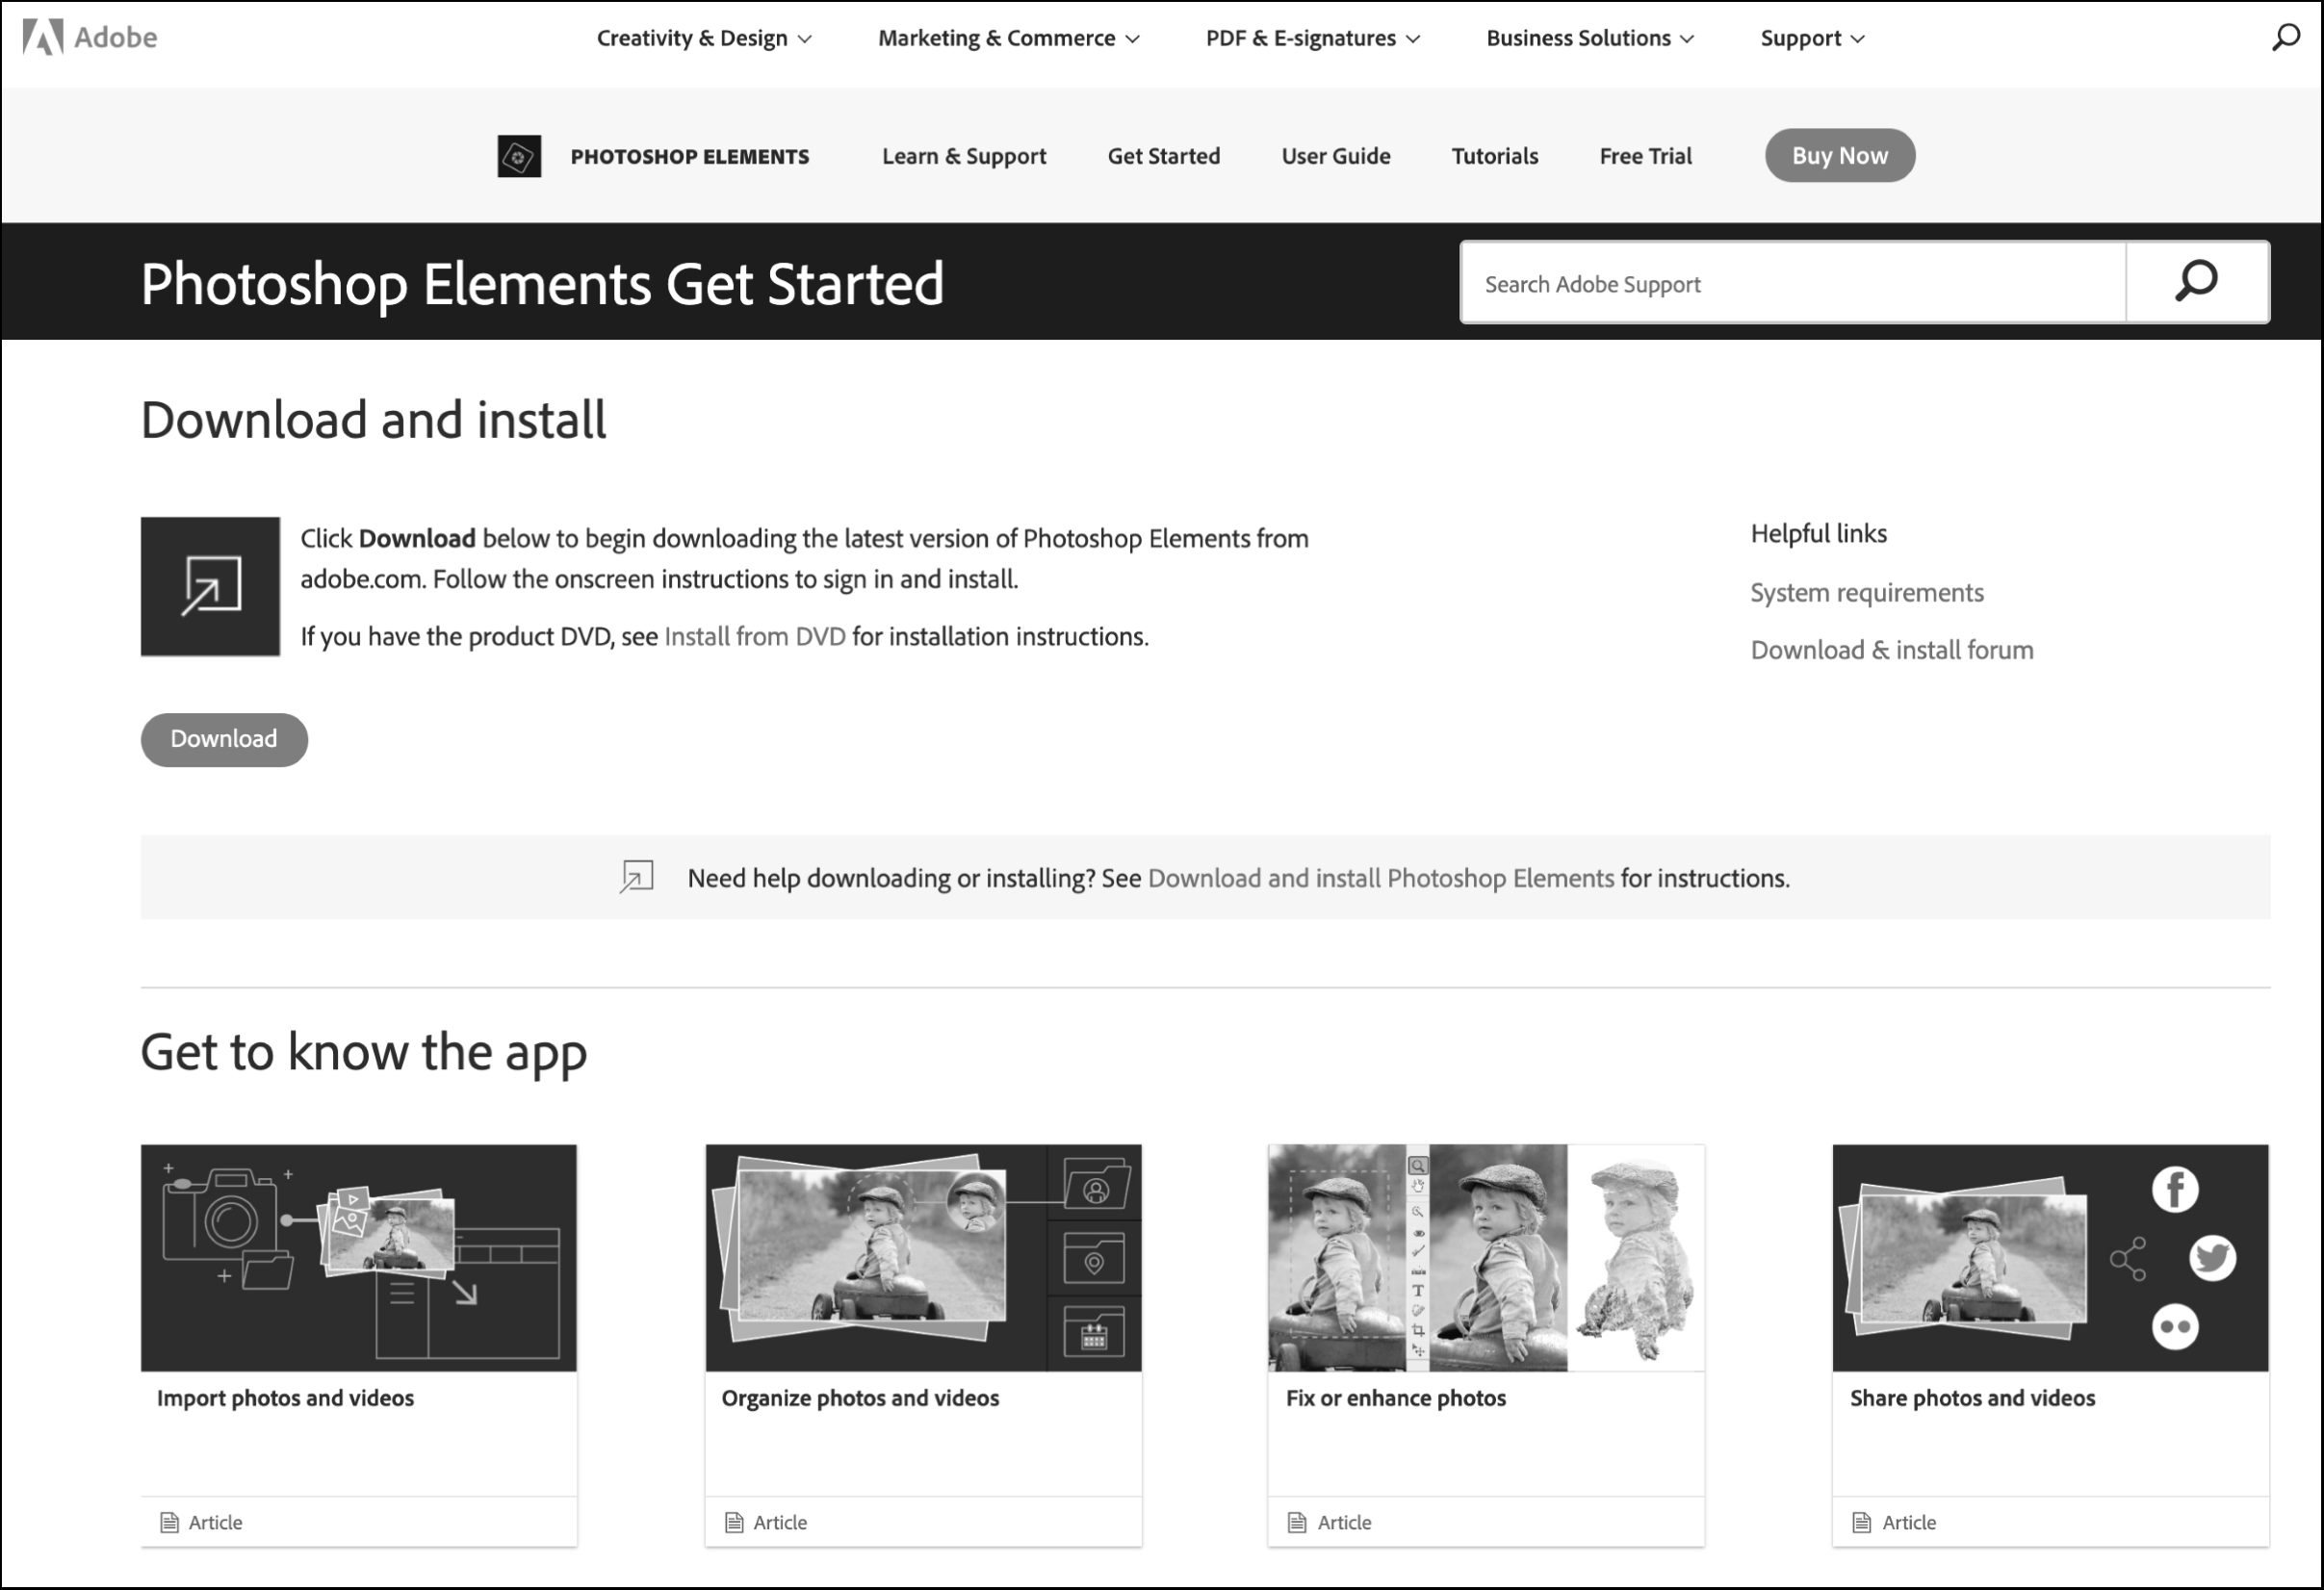 Adobe
Creativity & Design
Marketing & Commerce
PDF & E-signatures
Business Solutions
Support
PHOTOSHOP ELEMENTS
Learn & Support
Get Started
User Guide
Tutorials
Free Trial
Buy Now
Photoshop Elements Get Started
Search Adobe Support
Download and install
Click Download below to begin downloading the latest version of Photoshop Elements from
adobe.com. Follow the onscreen instructions to sign in and install.
If you have the product DVD, see Install from DVD for installation instructions.
Helpful links
System requirements
Download & install forum
Download
Need help downloading or installing? See Download and install Photoshop Elements for instructions.
Get to know the app
Import photos and videos
Article
Organize photos and videos
Article
Fix or enhance photos
Article
Share photos and videos
Article